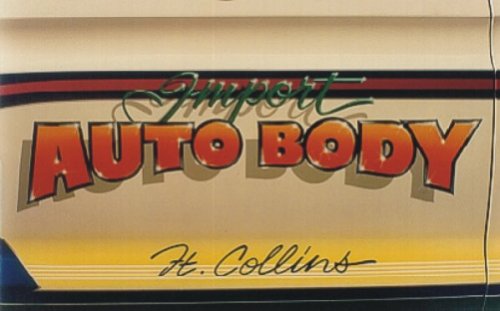 Import
AUTO BODY
Ft. Collins